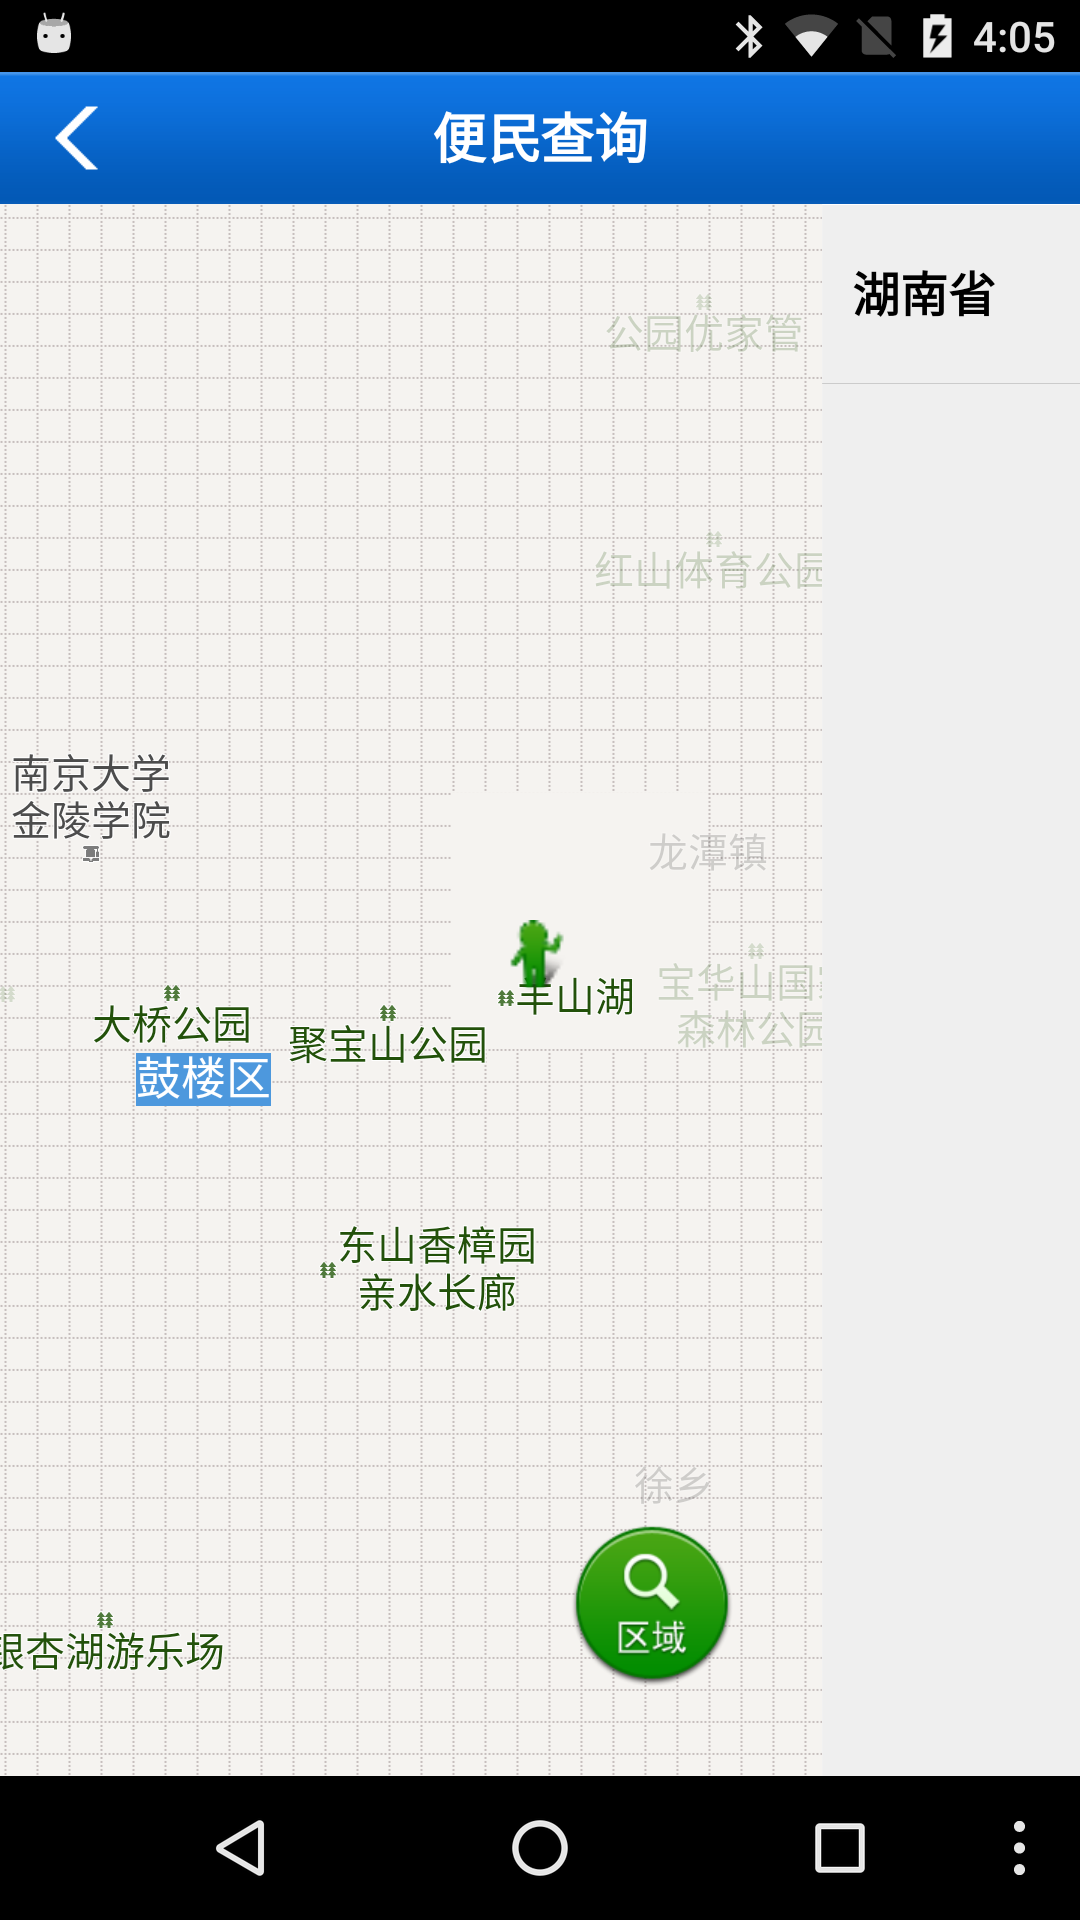 4:05
便民查询
湖南省
公园优家管
红山体育公园
南京大学
金陵学院
龙潭镇
羊山湖
宝华山国家
森林公园
大桥公园
聚宝山公园
鼓楼区
东山香樟园
亲水长廊
徐乡
区域
银杏湖游乐场